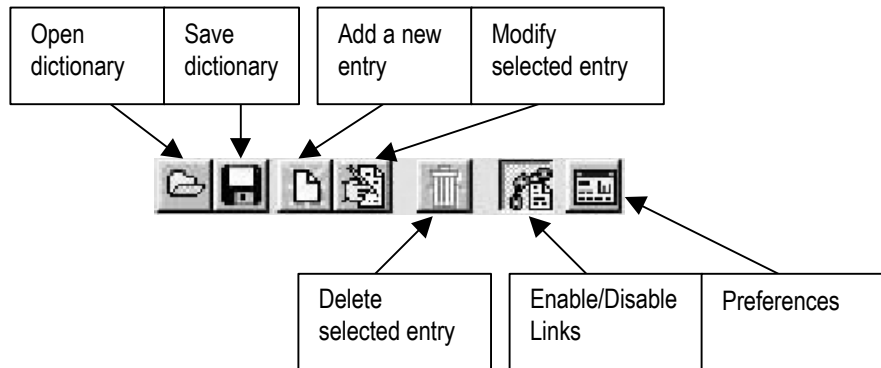 Open
dictionary
Save
dictionary
Add a new
entry
Modify
selected entry
Delete
selected entry
Enable/Disable
Links
Preferences